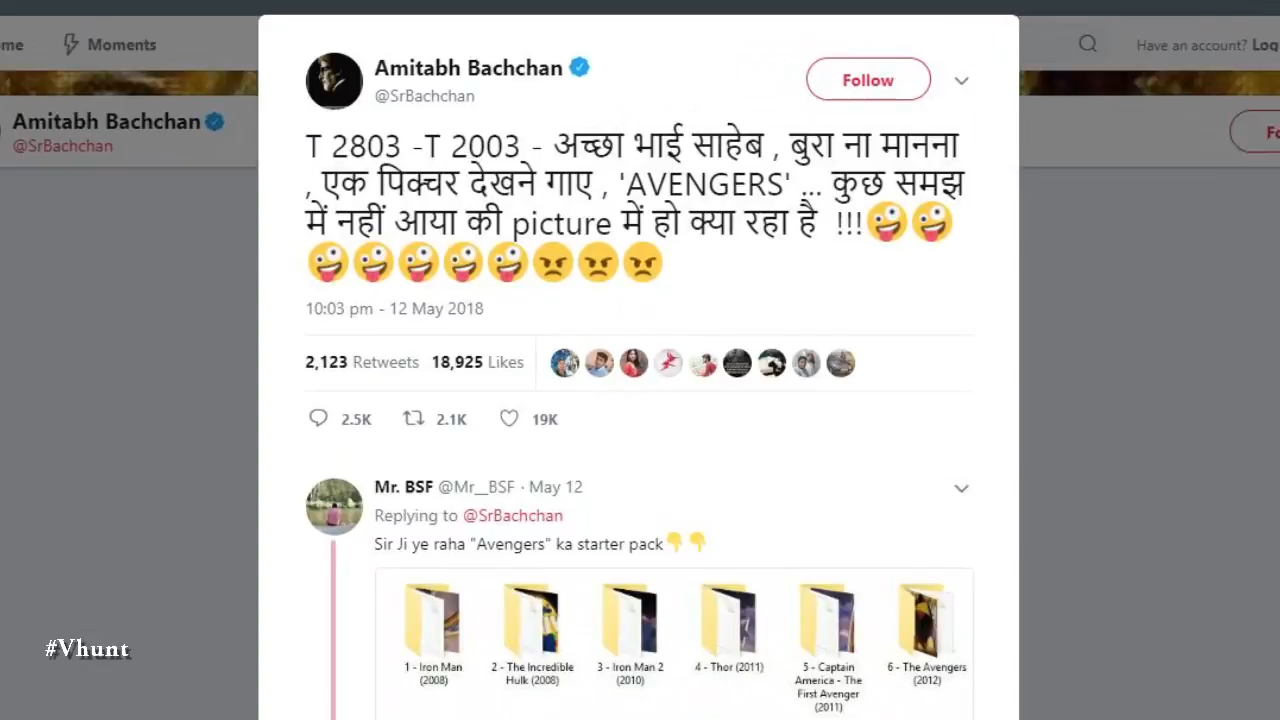 me
Moments
Have an account? Log
Amitabh Bachchan
@SrBachchan
Follow
Amitabh Bachchan
@SrBachchan
T 2803 -T 2003 - अच्छा भाई साहेब , बुरा ना मानना
, एक पिक्चर देखने गाए , 'AVENGERS' ... कुछ समझ
में नहीं आया की picture में हो क्या रहा है !!!🤪🤪
🤪🤪🤪🤪🤪😠😠😠
10:03 pm - 12 May 2018
2,123 Retweets 18,925 Likes
2.5K 2.1K 19K
Mr. BSF @Mr__BSF · May 12
Replying to @SrBachchan
Sir Ji ye raha "Avengers" ka starter pack👇👇
1 - Iron Man
(2008)
2 - The Incredible
Hulk (2008)
3 - Iron Man 2
(2010)
4 - Thor (2011)
5 - Captain
America - The
First Avenger
(2011)
6 - The Avengers
(2012)
#Vhunt